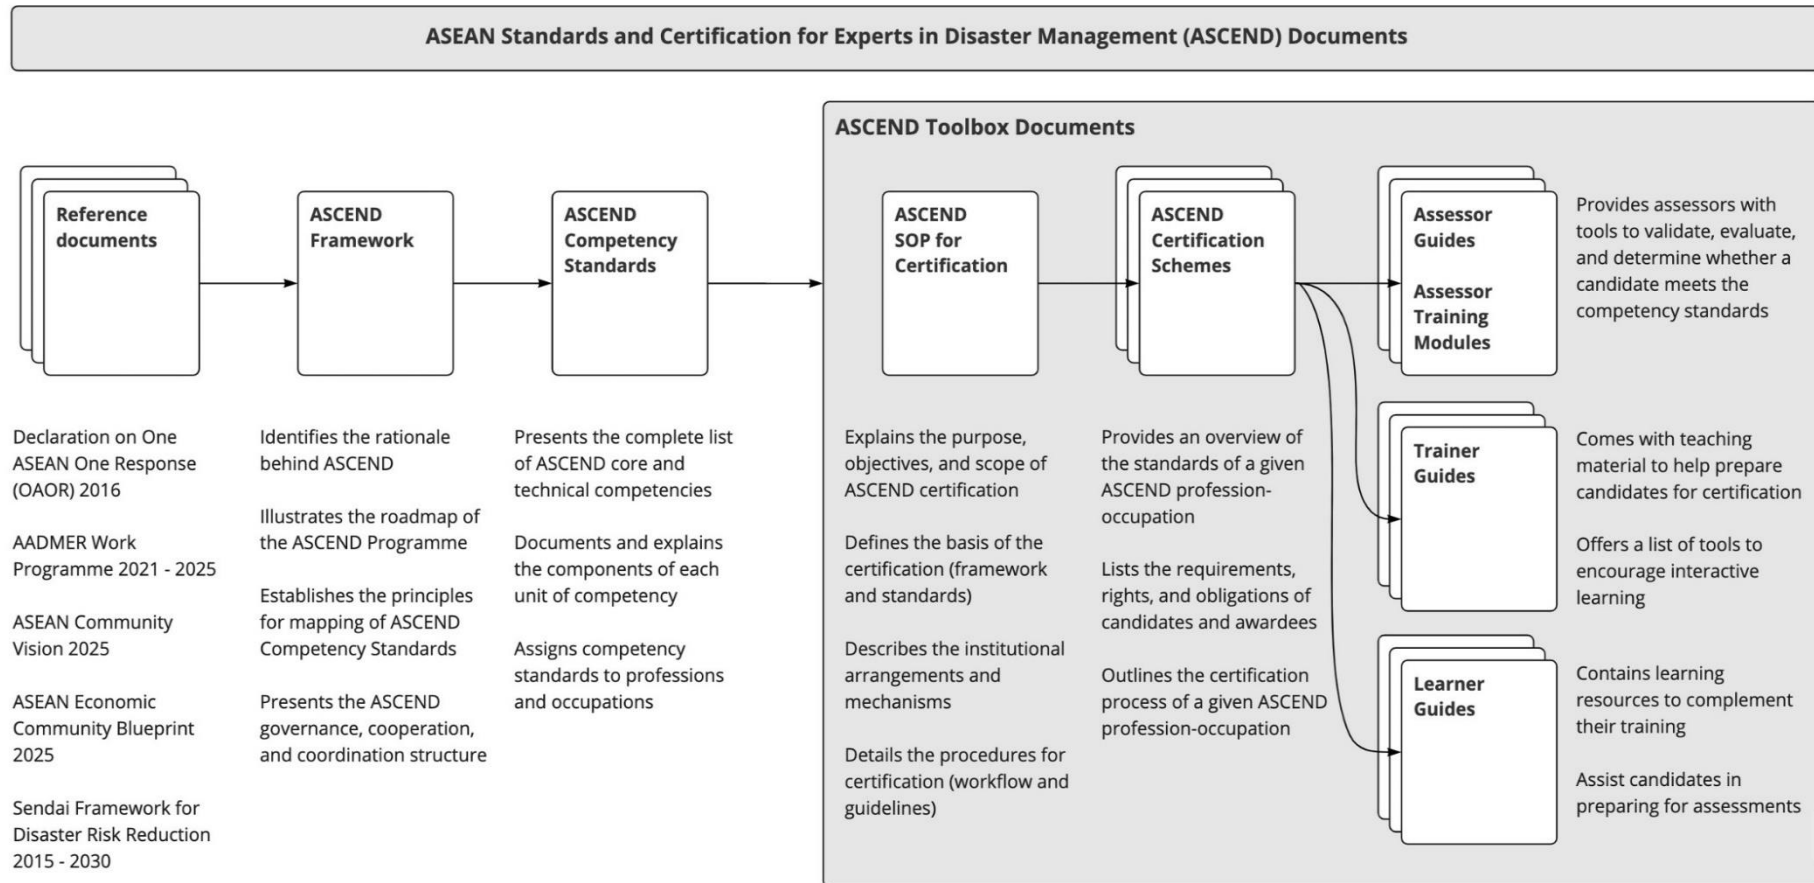 ASEAN Standards and Certification for Experts in Disaster Management (ASCEND) Documents
Reference
documents
Declaration on One
ASEAN One Response
(OAOR) 2016
AADMER Work
Programme 2021 - 2025
ASEAN Community
Vision 2025
ASEAN Economic
Community Blueprint
2025
Sendai Framework for
Disaster Risk Reduction
2015 - 2030
ASCEND
Framework
Identifies the rationale
behind ASCEND
Illustrates the roadmap of
the ASCEND Programme
Establishes the principles
for mapping of ASCEND
Competency Standards
Presents the ASCEND
governance, cooperation,
and coordination structure
ASCEND
Competency
Standards
Presents the complete list
of ASCEND core and
technical competencies
Documents and explains
the components of each
unit of competency
Assigns competency
standards to professions
and occupations
ASCEND Toolbox Documents
ASCEND
SOP for
Certification
Explains the purpose,
objectives, and scope of
ASCEND certification
Defines the basis of the
certification (framework
and standards)
Describes the institutional
arrangements and
mechanisms
Details the procedures for
certification (workflow and
guidelines)
ASCEND
Certification
Schemes
Provides an overview of
the standards of a given
ASCEND profession-
occupation
Lists the requirements,
rights, and obligations of
candidates and awardees
Outlines the certification
process of a given ASCEND
profession-occupation
Assessor
Guides
Assessor
Training
Modules
Provides assessors with
tools to validate, evaluate,
and determine whether a
candidate meets the
competency standards
Trainer
Guides
Comes with teaching
material to help prepare
candidates for certification
Offers a list of tools to
encourage interactive
learning
Learner
Guides
Contains learning
resources to complement
their training
Assist candidates in
preparing for assessments